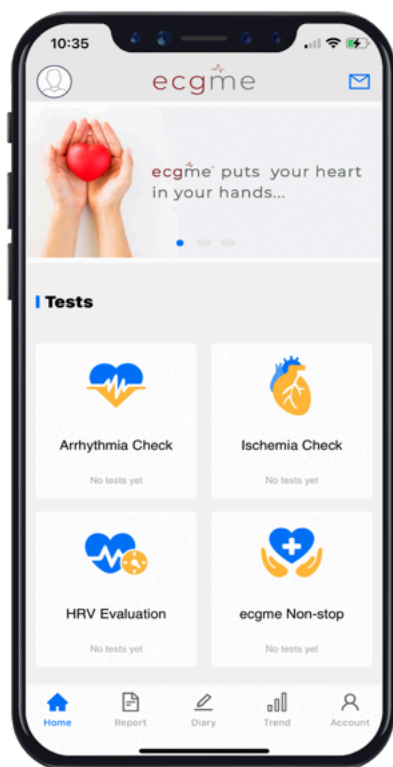 10:35
ecgme
ecgme puts your heart
in your hands...
Tests
Arrhythmia Check
Ischemia Check
No tests yet
No tests yet
HRV Evaluation
ecgme Non-stop
No tests yet
No tests yet
Home
Report
Diary
Trend
Account